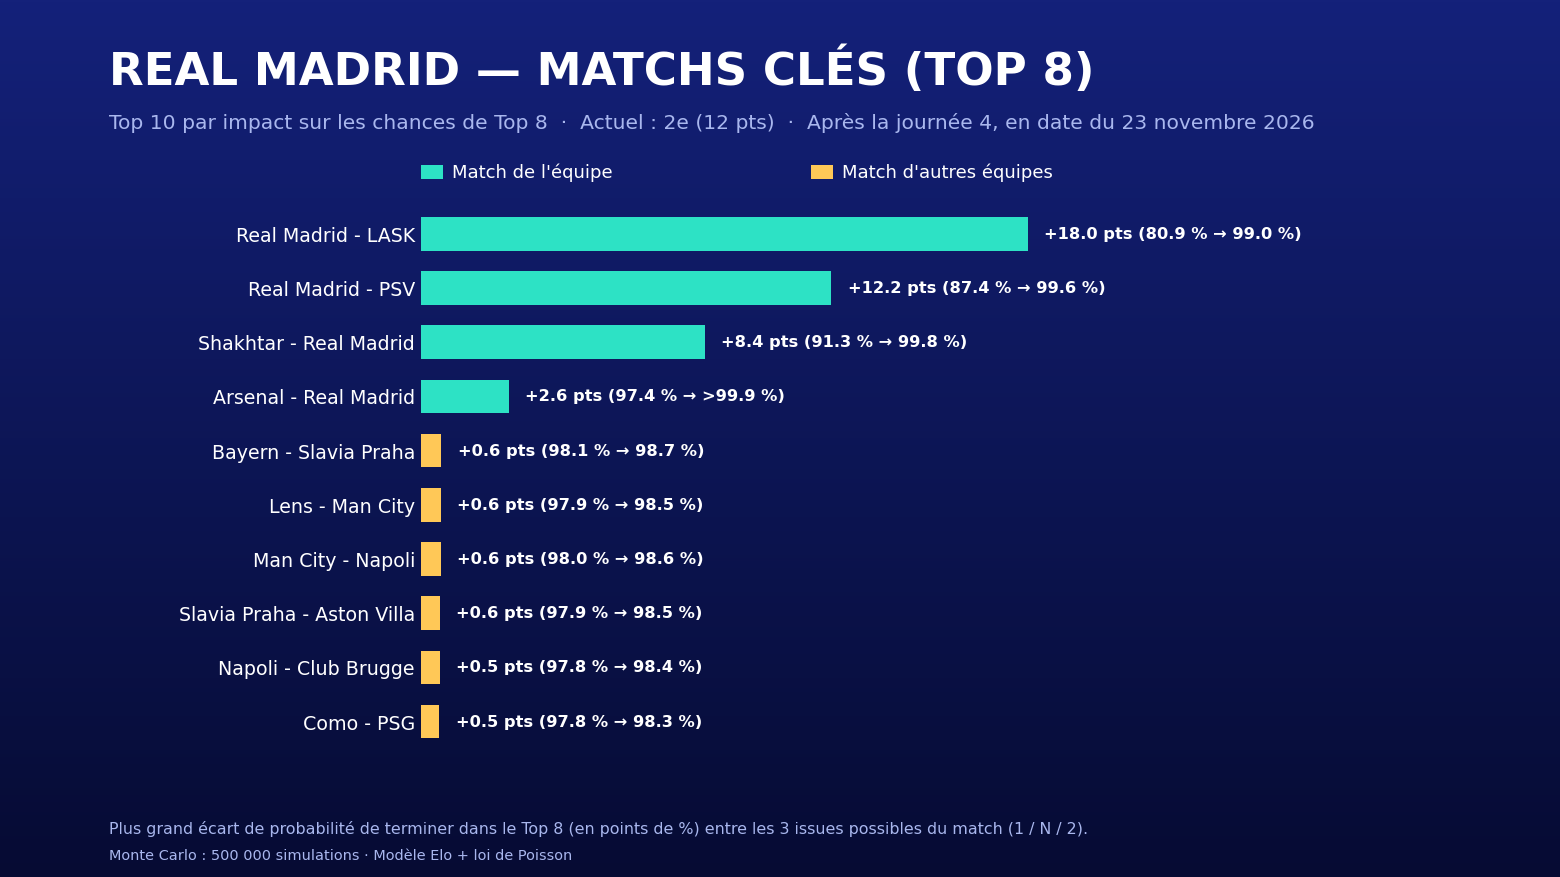 REAL MADRID — MATCHS CLÉS (TOP 8)
Top 10 par impact sur les chances de Top 8 · Actuel : 2e (12 pts) · Après la journée 4, en date du 23 novembre 2026
Match de l'équipe Match d'autres équipes
Real Madrid - LASK +18.0 pts (80.9 % → 99.0 %)
Real Madrid - PSV +12.2 pts (87.4 % → 99.6 %)
Shakhtar - Real Madrid +8.4 pts (91.3 % → 99.8 %)
Arsenal - Real Madrid +2.6 pts (97.4 % → >99.9 %)
Bayern - Slavia Praha +0.6 pts (98.1 % → 98.7 %)
Lens - Man City +0.6 pts (97.9 % → 98.5 %)
Man City - Napoli +0.6 pts (98.0 % → 98.6 %)
Slavia Praha - Aston Villa +0.6 pts (97.9 % → 98.5 %)
Napoli - Club Brugge +0.5 pts (97.8 % → 98.4 %)
Como - PSG +0.5 pts (97.8 % → 98.3 %)
Plus grand écart de probabilité de terminer dans le Top 8 (en points de %) entre les 3 issues possibles du match (1 / N / 2).
Monte Carlo : 500 000 simulations · Modèle Elo + loi de Poisson